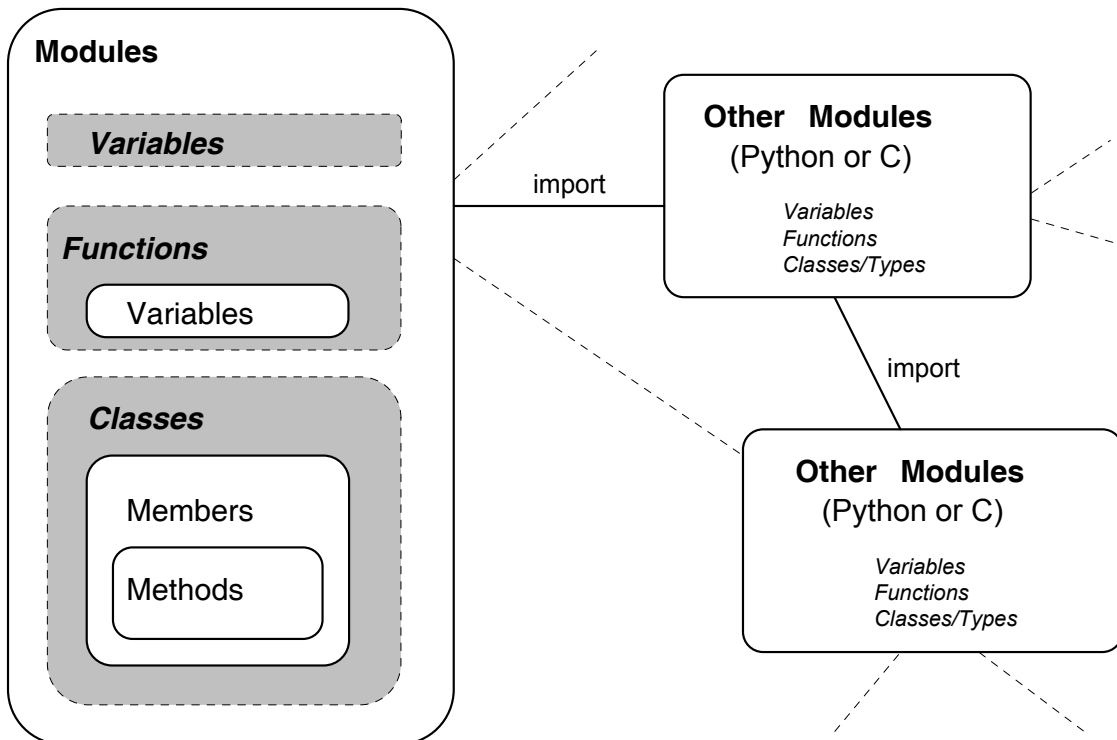 Modules
Variables
Functions
Variables
Classes
Members
Methods
import
Other Modules
(Python or C)
Variables
Functions
Classes/Types
import
Other Modules
(Python or C)
Variables
Functions
Classes/Types